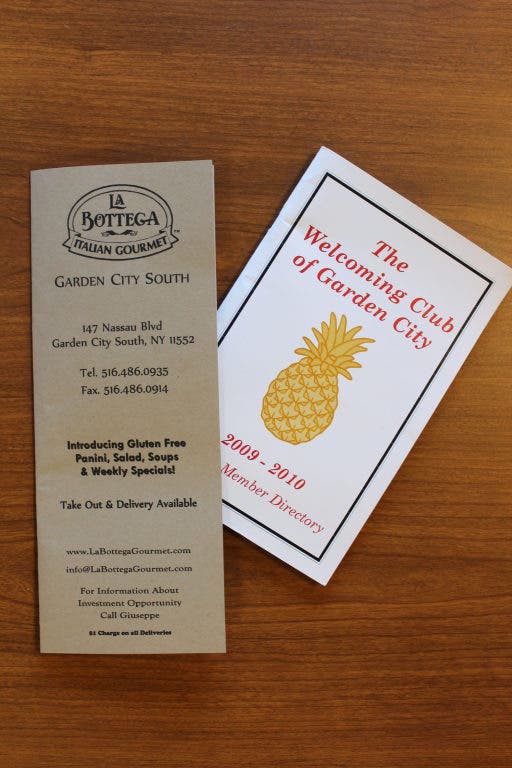 LA
BOTTEGA
ITALIAN GOURMET™
GARDEN CITY SOUTH
147 Nassau Blvd
Garden City South, NY 11552
Tel. 516.486.0935
Fax. 516.486.0914
Introducing Gluten Free
Panini, Salad, Soups
& Weekly Specials!
Take Out & Delivery Available
www.LaBottegaGourmet.com
info@LaBottegaGourmet.com
For Information About
Investment Opportunity
Call Giuseppe
$1 Charge on all Deliveries
The
Welcoming Club
of Garden City
2009 - 2010
Member Directory